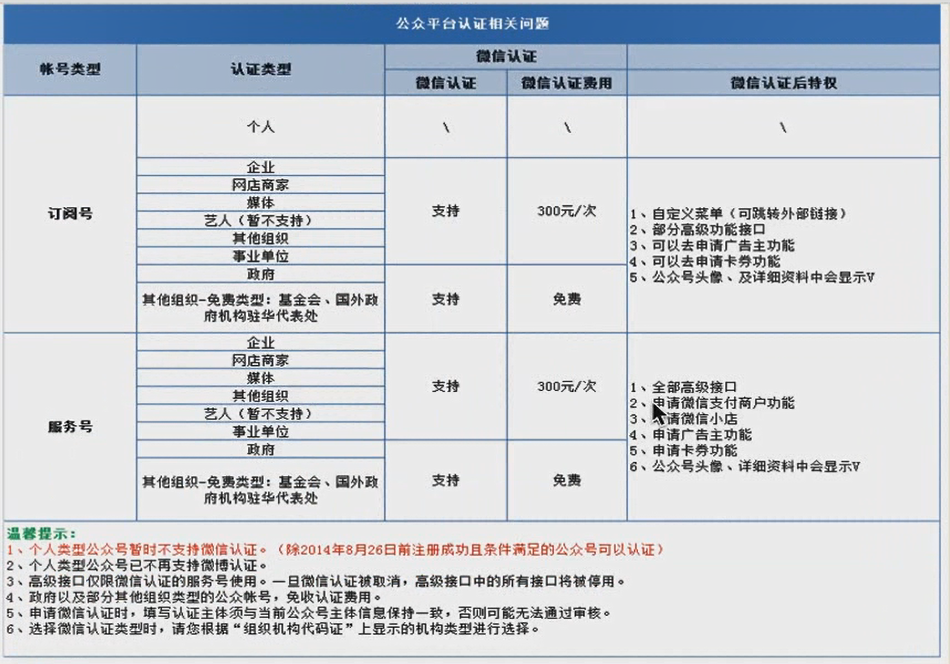 公众平台认证相关问题
帐号类型
认证类型
微信认证
微信认证
微信认证费用
微信认证后特权
订阅号
个人
\
\
\
企业
网店商家
媒体
艺人（暂不支持）
其他组织
事业单位
支持
300元/次
政府
其他组织-免费类型：基金会、国外政
府机构驻华代表处
支持
免费
1、自定义菜单（可跳转外部链接）
2、部分高级功能接口
3、可以去申请广告主功能
4、可以去申请卡券功能
5、公众号头像、及详细资料中会显示V
服务号
企业
网店商家
媒体
其他组织
艺人（暂不支持）
事业单位
支持
300元/次
政府
其他组织-免费类型：基金会、国外政
府机构驻华代表处
支持
免费
1、全部高级接口
2、申请微信支付商户功能
3、请微信小店
4、申请广告主功能
5、申请卡券功能
6、公众号头像、详细资料中会显示V
温馨提示：
1、个人类型公众号暂时不支持微信认证。（除2014年8月26日前注册成功且条件满足的公众号可以认证）
2、个人类型公众号已不再支持微博认证。
3、高级接口仅限微信认证的服务号使用。一旦微信认证被取消，高级接口中的所有接口将被停用。
4、政府以及部分其他组织类型的公众帐号，免收认证费用。
5、申请微信认证时，填写认证主体须与当前公众号主体信息保持一致，否则可能无法通过审核。
6、选择微信认证类型时，请您根据“组织机构代码证”上显示的机构类型进行选择。